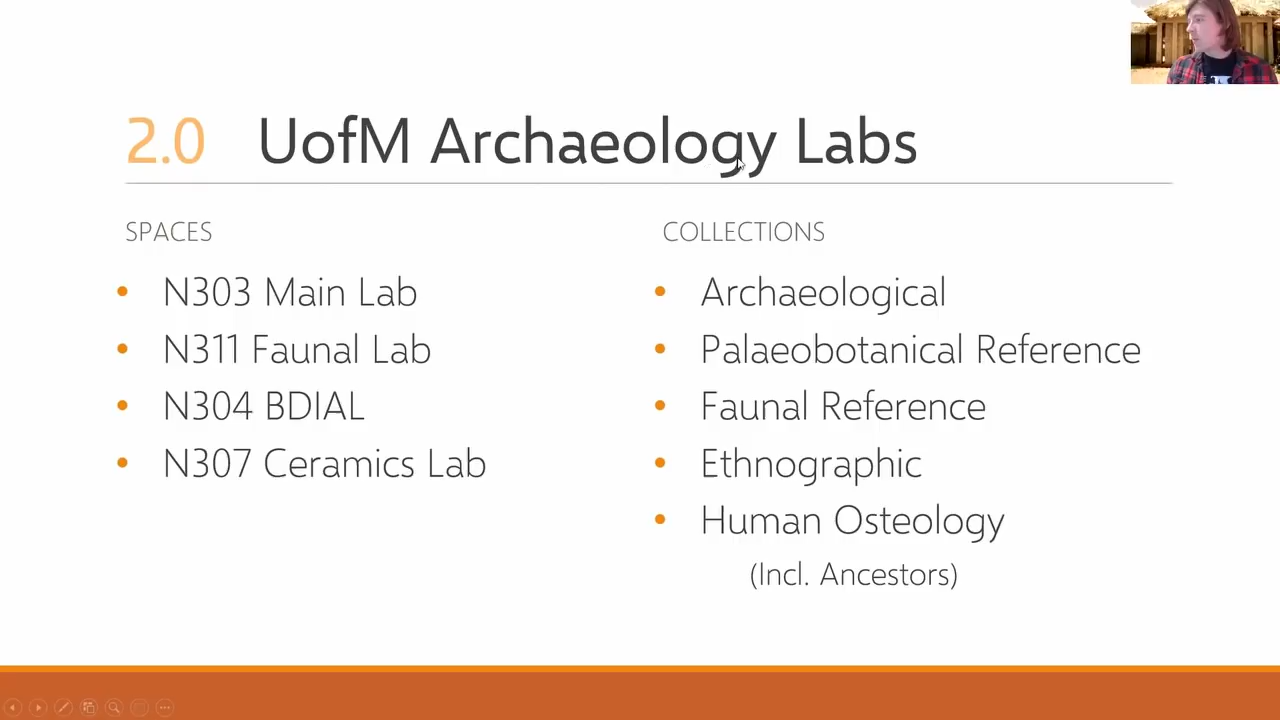 2.0 UofM Archaeology Labs
SPACES
• N303 Main Lab
• N311 Faunal Lab
• N304 BDIAL
• N307 Ceramics Lab
COLLECTIONS
• Archaeological
• Palaeobotanical Reference
• Faunal Reference
• Ethnographic
• Human Osteology
(Incl. Ancestors)